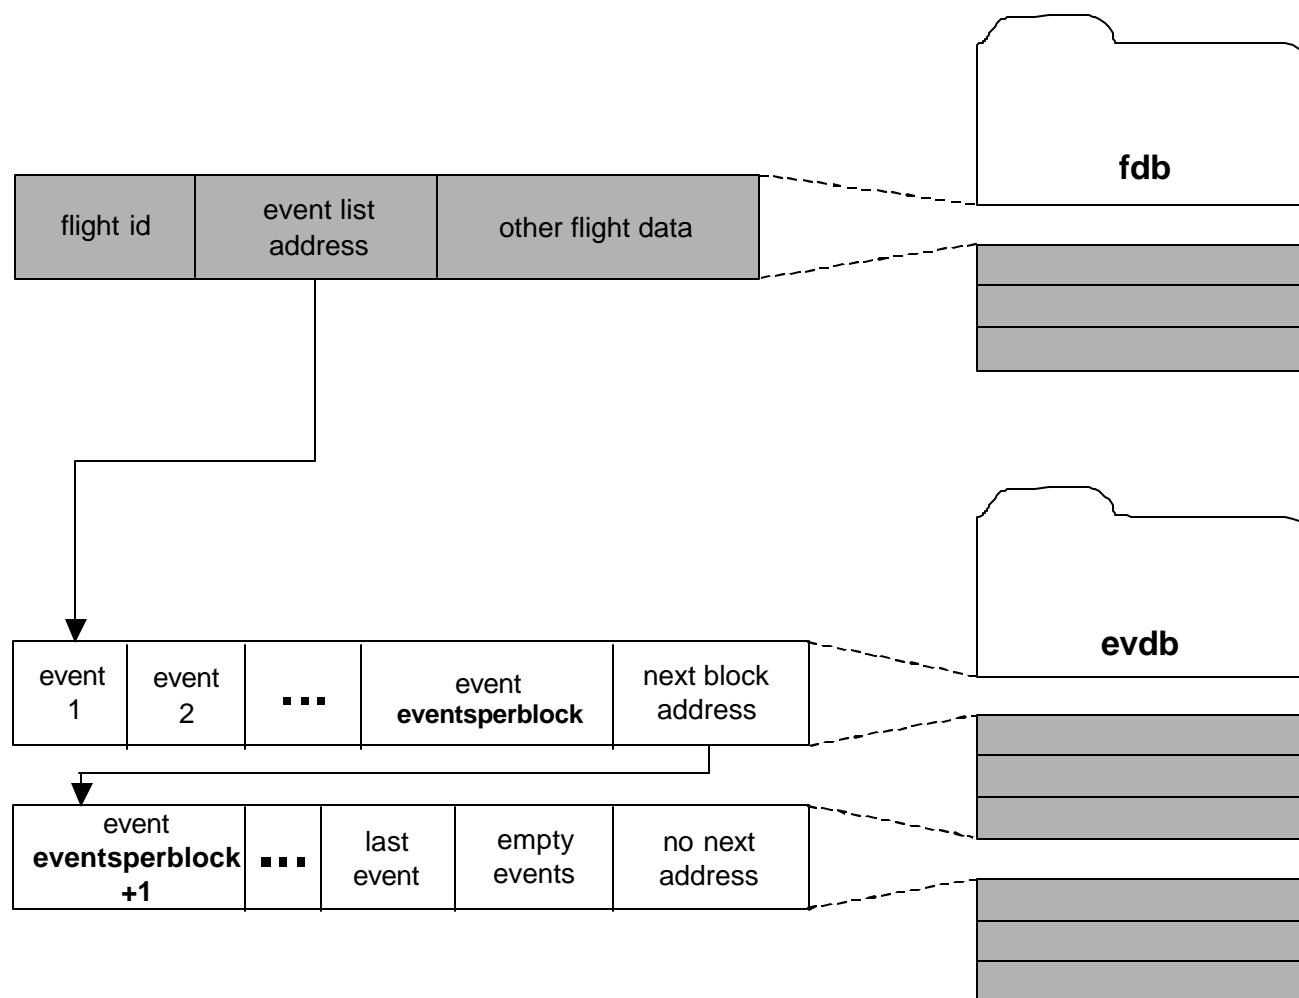 fdb
flight id
event list
address
other flight data
evdb
event
1
event
2
...
event
eventsperblock
next block
address
event
eventsperblock
+1
...
last
event
empty
events
no next
address